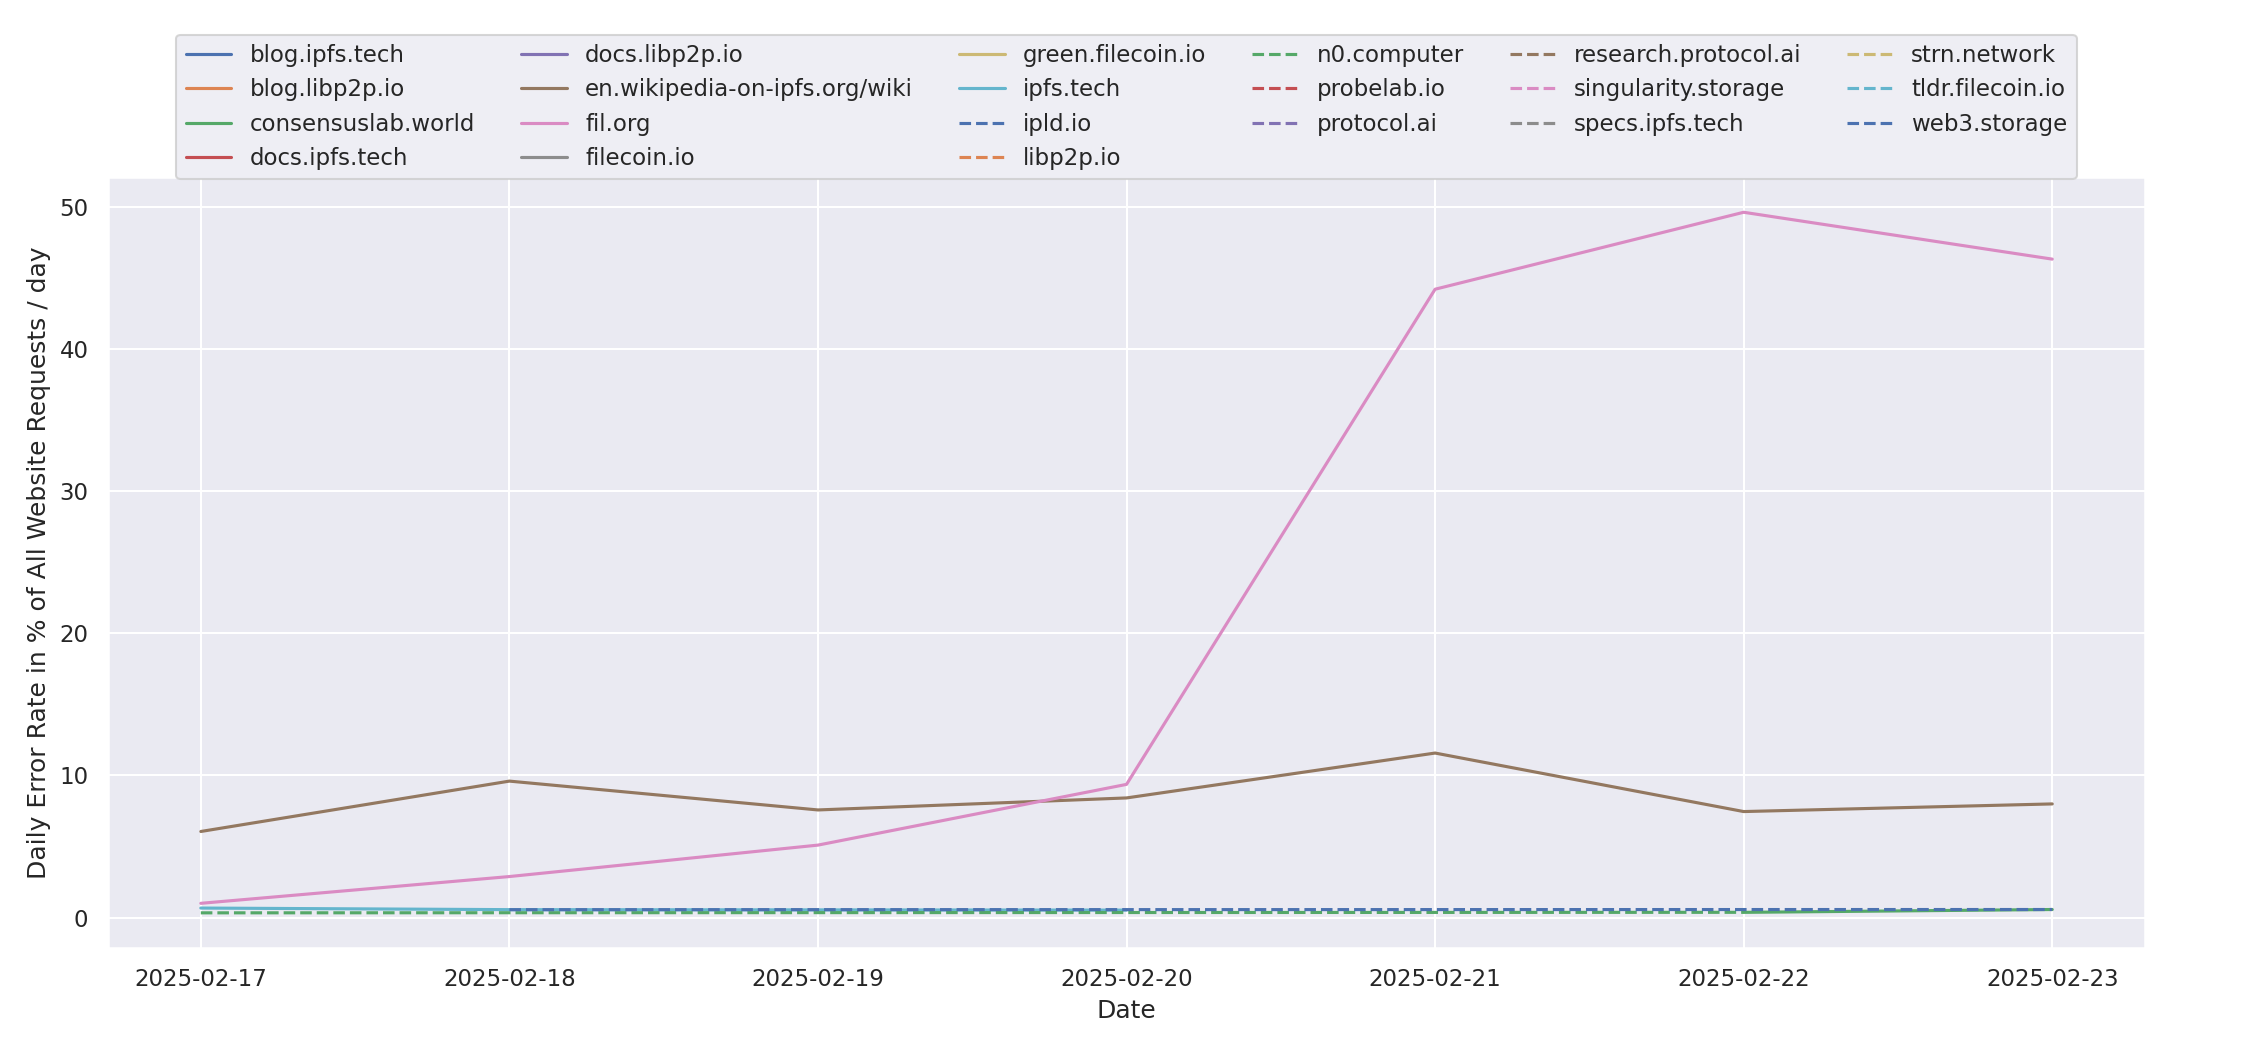 blog.ipfs.tech
blog.libp2p.io
consensuslab.world
docs.ipfs.tech
docs.libp2p.io
en.wikipedia-on-ipfs.org/wiki
fil.org
filecoin.io
green.filecoin.io
ipfs.tech
ipld.io
libp2p.io
n0.computer
probelab.io
protocol.ai
research.protocol.ai
singularity.storage
specs.ipfs.tech
strn.network
tldr.filecoin.io
web3.storage
Daily Error Rate in % of All Website Requests / day
50
40
30
20
10
0
2025-02-17
2025-02-18
2025-02-19
2025-02-20
2025-02-21
2025-02-22
2025-02-23
Date